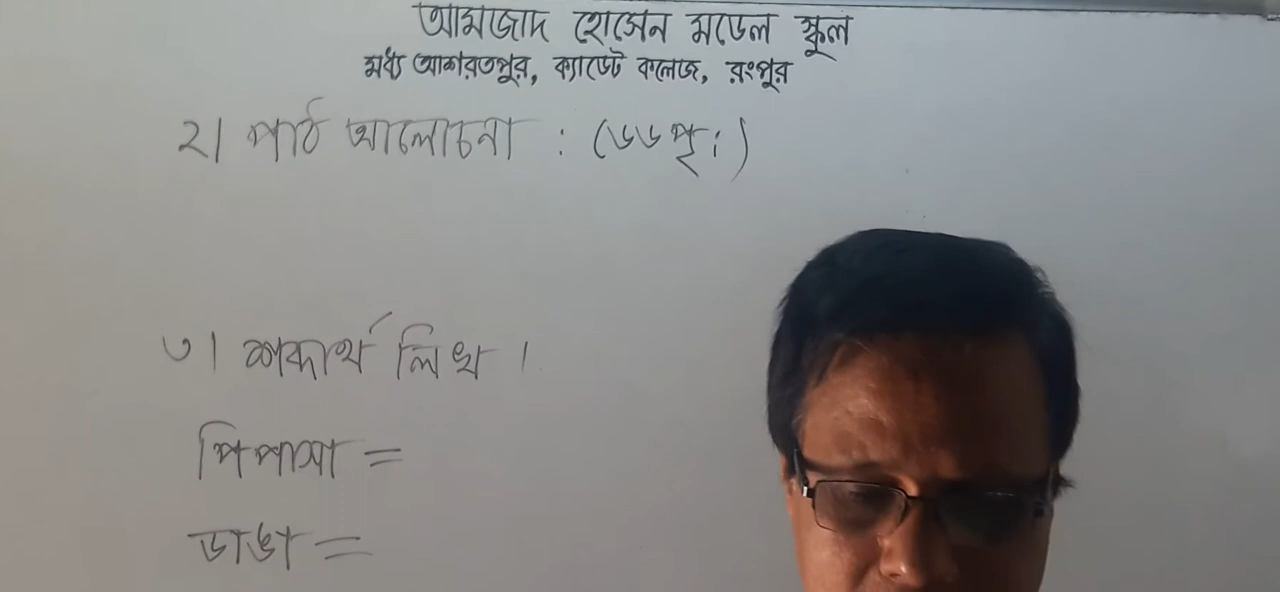 আমজাদ হোসেন মডেল স্কুল
মধ্য আশরতপুর, ক্যাডেট কলেজ, রংপুর
২। পাঠ আলোচনা : (৬৬ পৃ:)
৩। শব্দার্থ লিখ ।
পিপাসা =
ডাঙা =